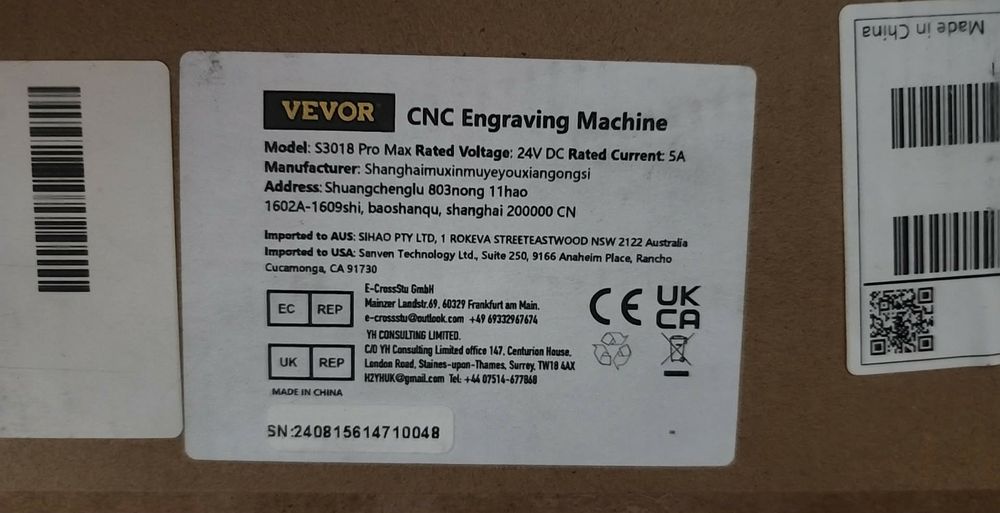 VEVOR CNC Engraving Machine
Model: S3018 Pro Max Rated Voltage: 24V DC Rated Current: 5A
Manufacturer: Shanghaimuxinmuyeyouxiangongsi
Address: Shuangchenglu 803nong 11hao
1602A-1609shi, baoshanqu, shanghai 200000 CN
Imported to AUS: SIHAO PTY LTD, 1 ROKEVA STREETEASTWOOD NSW 2122 Australia
Imported to USA: Sanven Technology Ltd., Suite 250, 9166 Anaheim Place, Rancho
Cucamonga, CA 91730
EC REP
E-CrossStu GmbH
Mainzer Landstr.69, 60329 Frankfurt am Main.
e-crossstu@outlook.com +49 69332967674
UK REP
YH CONSULTING LIMITED.
C/O YH Consulting Limited office 147, Centurion House,
London Road, Staines-upon-Thames, Surrey, TW18 4AX
H2YHUK@gmail.com Tel: +44 07514-677868
CE
UK
CA
MADE IN CHINA
SN:240815614710048
Made in China